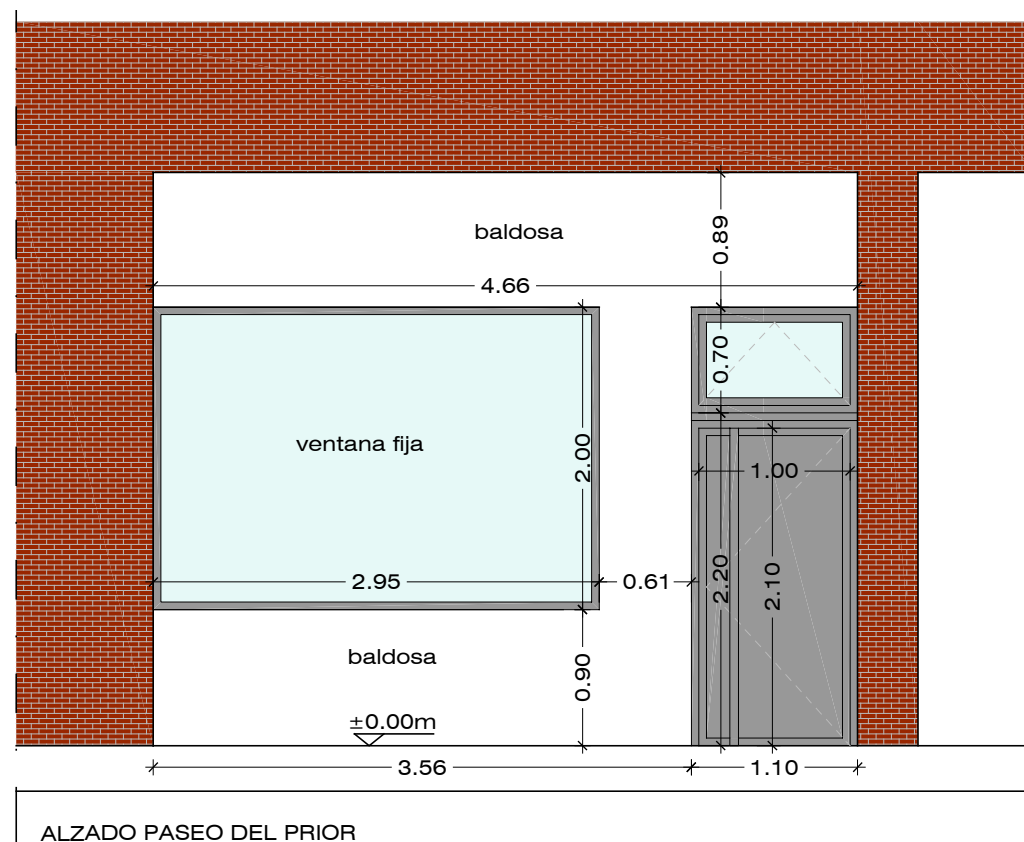 baldosa
0.89
4.66
0.70
ventana fija
2.00
1.00
2.95
0.61
2.20
2.10
baldosa
0.90
±0.00m
3.56
1.10
ALZADO PASEO DEL PRIOR